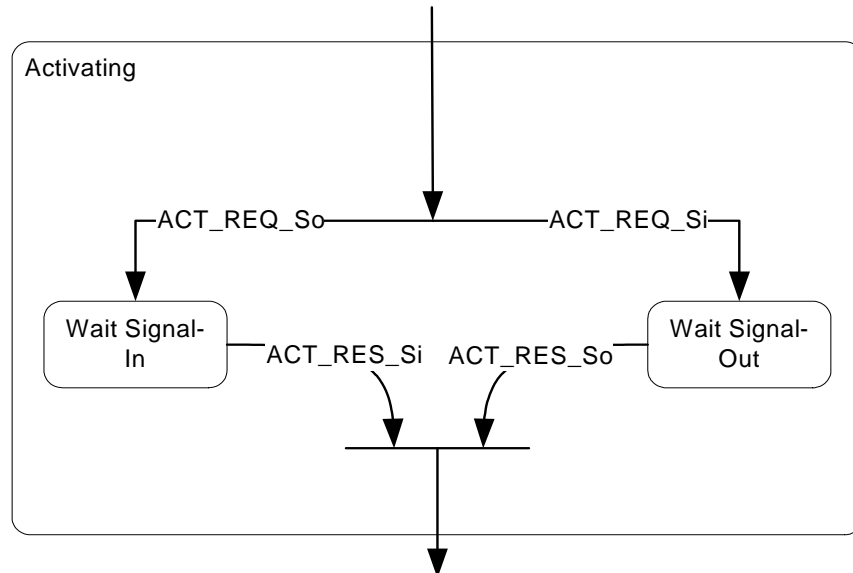 Activating
ACT_REQ_So
ACT_REQ_Si
Wait Signal-
In
Wait Signal-
Out
ACT_RES_Si
ACT_RES_So